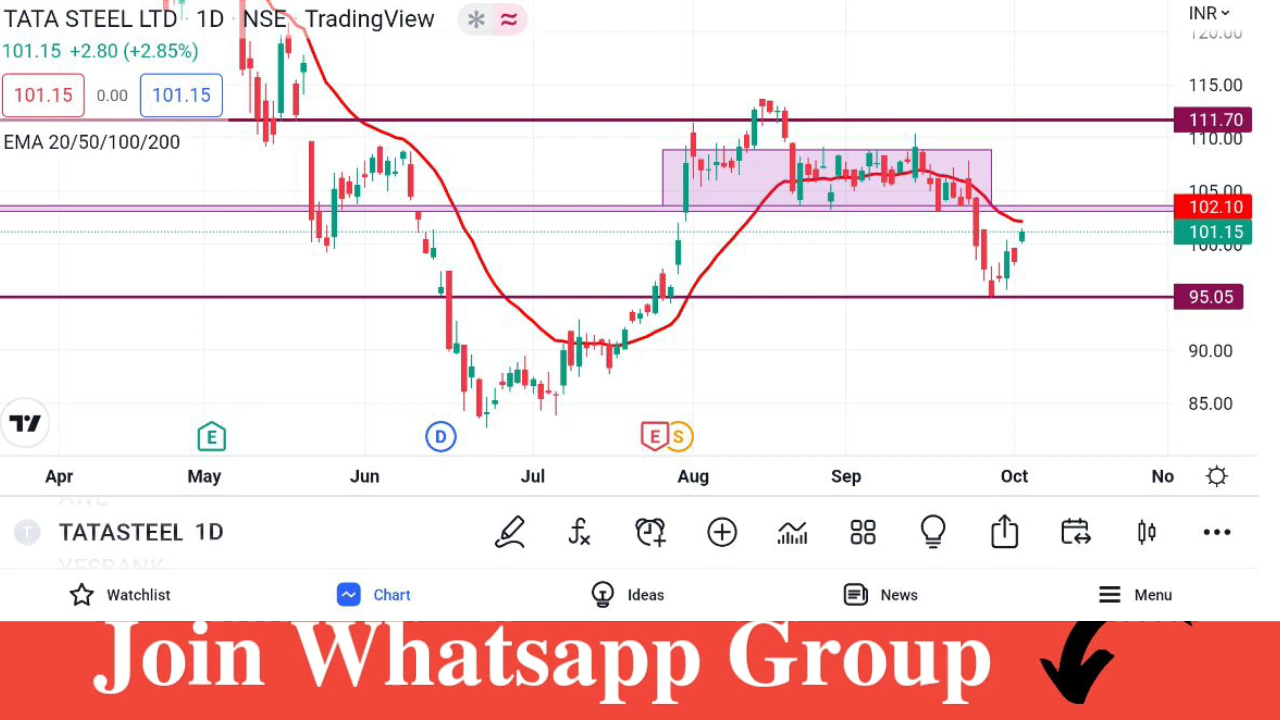 TATA STEEL LTD · 1D · NSE · TradingView
INR
120.00
101.15 +2.80 (+2.85%)
101.15 0.00 101.15
115.00
111.70
110.00
EMA 20/50/100/200
105.00
102.10
101.15
100.00
95.05
90.00
85.00
E D E S
Apr May Jun Jul Aug Sep Oct No
AWL
T TATASTEEL 1D
YESBANK
Watchlist Chart Ideas News Menu
Join Whatsapp Group